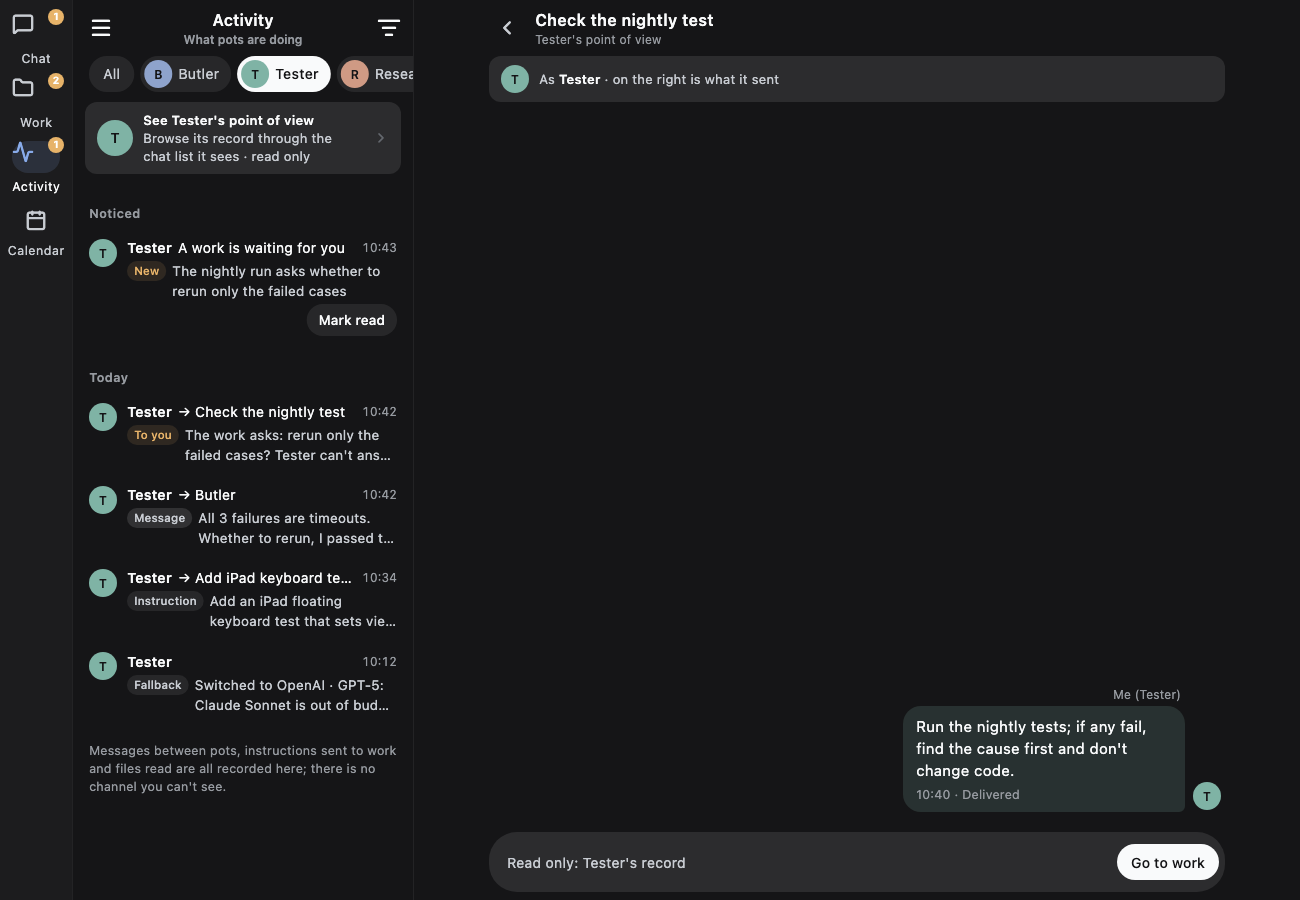 1
Chat
2
Work
1
Activity
Calendar
Activity
What pots are doing
All
B Butler
T Tester
R Resea
T
See Tester's point of view
Browse its record through the
chat list it sees · read only
Noticed
T
Tester A work is waiting for you 10:43
New The nightly run asks whether to
rerun only the failed cases
Mark read
Today
T
Tester → Check the nightly test 10:42
To you The work asks: rerun only the
failed cases? Tester can't ans...
T
Tester → Butler 10:42
Message All 3 failures are timeouts.
Whether to rerun, I passed t...
T
Tester → Add iPad keyboard te... 10:34
Instruction Add an iPad floating
keyboard test that sets vie...
T
Tester 10:12
Fallback Switched to OpenAI · GPT-5:
Claude Sonnet is out of bud...
Messages between pots, instructions sent to work
and files read are all recorded here; there is no
channel you can't see.
Check the nightly test
Tester's point of view
T As Tester · on the right is what it sent
Me (Tester)
Run the nightly tests; if any fail,
find the cause first and don't
change code.
10:40 · Delivered
T
Read only: Tester's record
Go to work